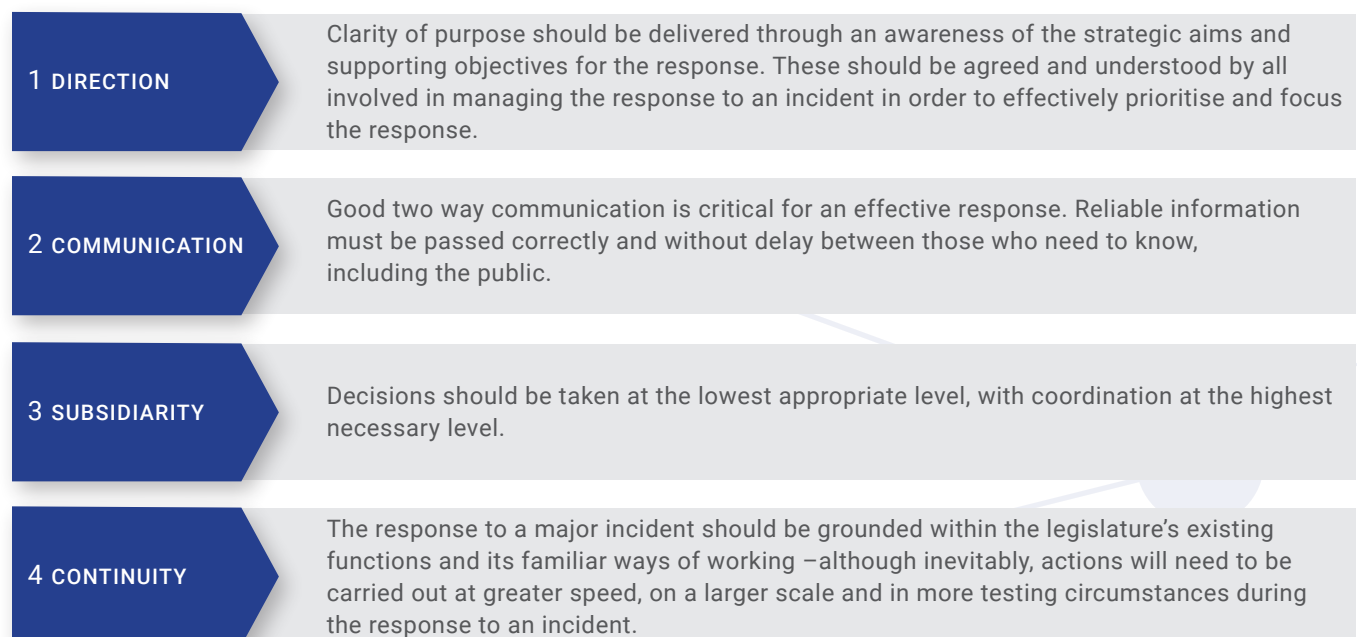 1 DIRECTION
Clarity of purpose should be delivered through an awareness of the strategic aims and
supporting objectives for the response. These should be agreed and understood by all
involved in managing the response to an incident in order to effectively prioritise and focus
the response.
2 COMMUNICATION
Good two way communication is critical for an effective response. Reliable information
must be passed correctly and without delay between those who need to know,
including the public.
3 SUBSIDIARITY
Decisions should be taken at the lowest appropriate level, with coordination at the highest
necessary level.
4 CONTINUITY
The response to a major incident should be grounded within the legislature’s existing
functions and its familiar ways of working –although inevitably, actions will need to be
carried out at greater speed, on a larger scale and in more testing circumstances during
the response to an incident.